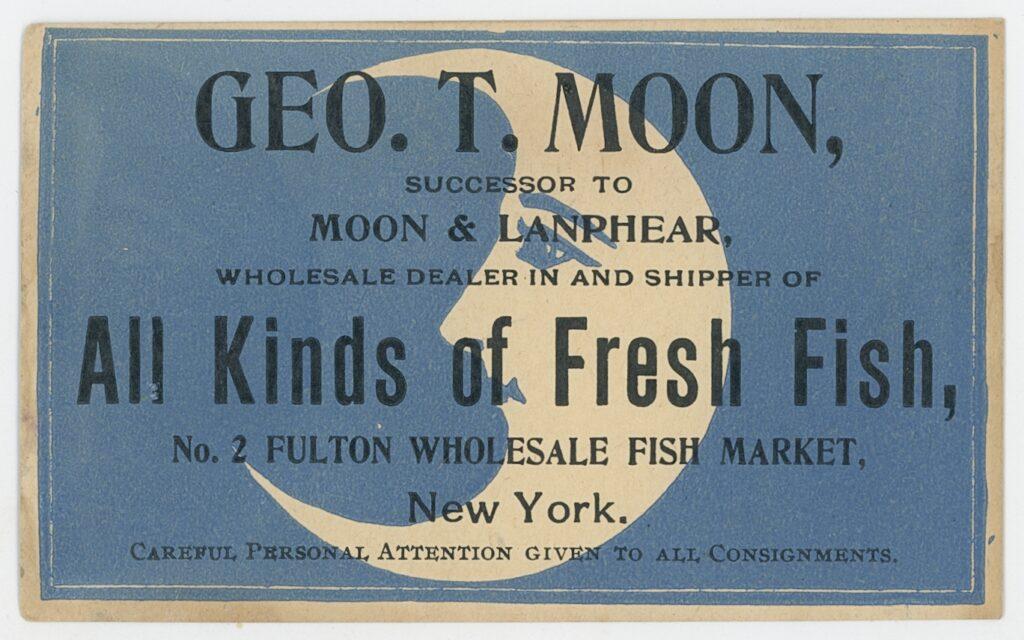 GEO. T. MOON,
SUCCESSOR TO
MOON & LANPHEAR,
WHOLESALE DEALER IN AND SHIPPER OF
All Kinds of Fresh Fish,
No. 2 FULTON WHOLESALE FISH MARKET,
New York.
CAREFUL PERSONAL ATTENTION GIVEN TO ALL CONSIGNMENTS.